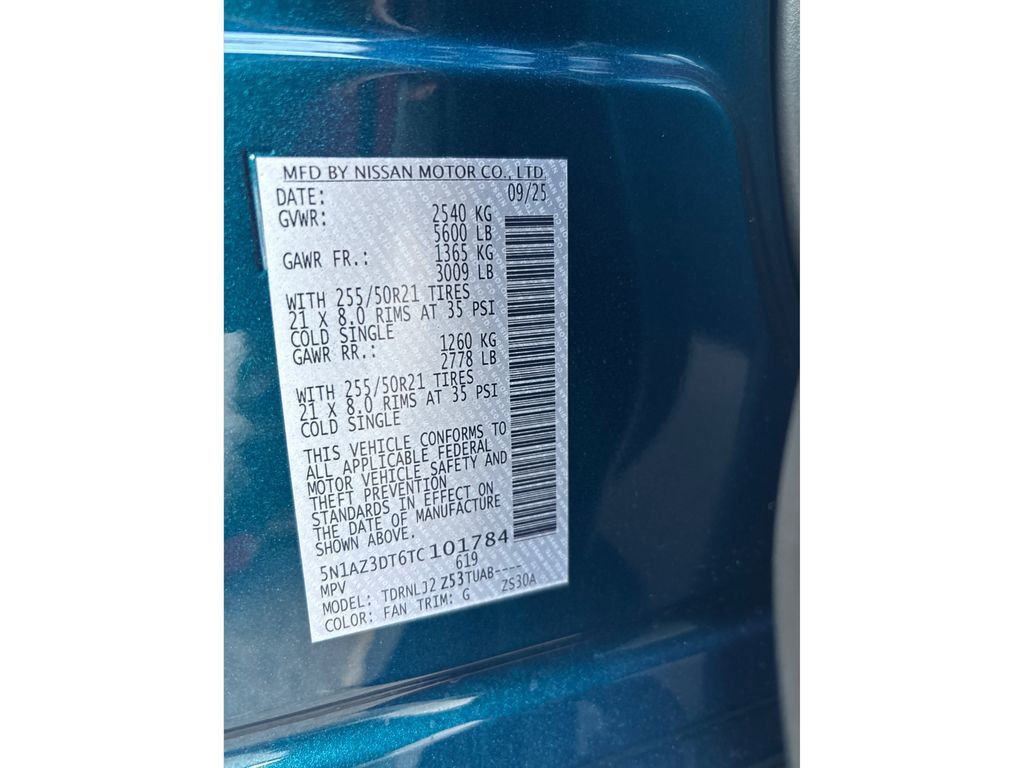 MFD BY NISSAN MOTOR CO., LTD.
DATE: 09/25
GVWR: 2540 KG
5600 LB
GAWR FR.: 1365 KG
3009 LB
WITH 255/50R21 TIRES
21 X 8.0 RIMS AT 35 PSI
COLD SINGLE
GAWR RR.: 1260 KG
2778 LB
WITH 255/50R21 TIRES
21 X 8.0 RIMS AT 35 PSI
COLD SINGLE
THIS VEHICLE CONFORMS TO
ALL APPLICABLE FEDERAL
MOTOR VEHICLE SAFETY AND
THEFT PREVENTION
STANDARDS IN EFFECT ON
THE DATE OF MANUFACTURE
SHOWN ABOVE.
5N1AZ3DT6TC101784
MPV 619
MODEL: TDRNLJ2 Z53TUAB----
COLOR: FAN TRIM: G ZS30A